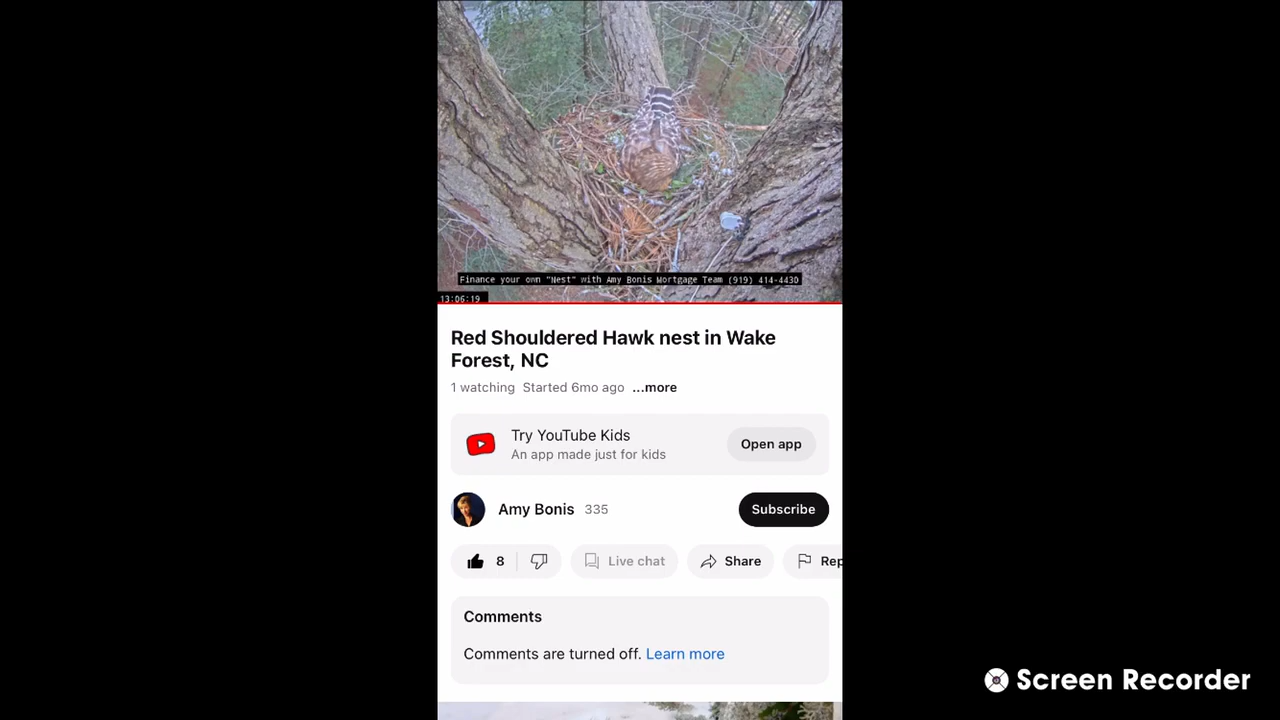 Finance your own "Nest" with Amy Bonis Mortgage Team (919) 414-4430
13:06:19
Red Shouldered Hawk nest in Wake
Forest, NC
1 watching Started 6mo ago ...more
Try YouTube Kids
An app made just for kids
Open app
Amy Bonis 335
Subscribe
8
Live chat
Share
Rep
Comments
Comments are turned off. Learn more
Screen Recorder